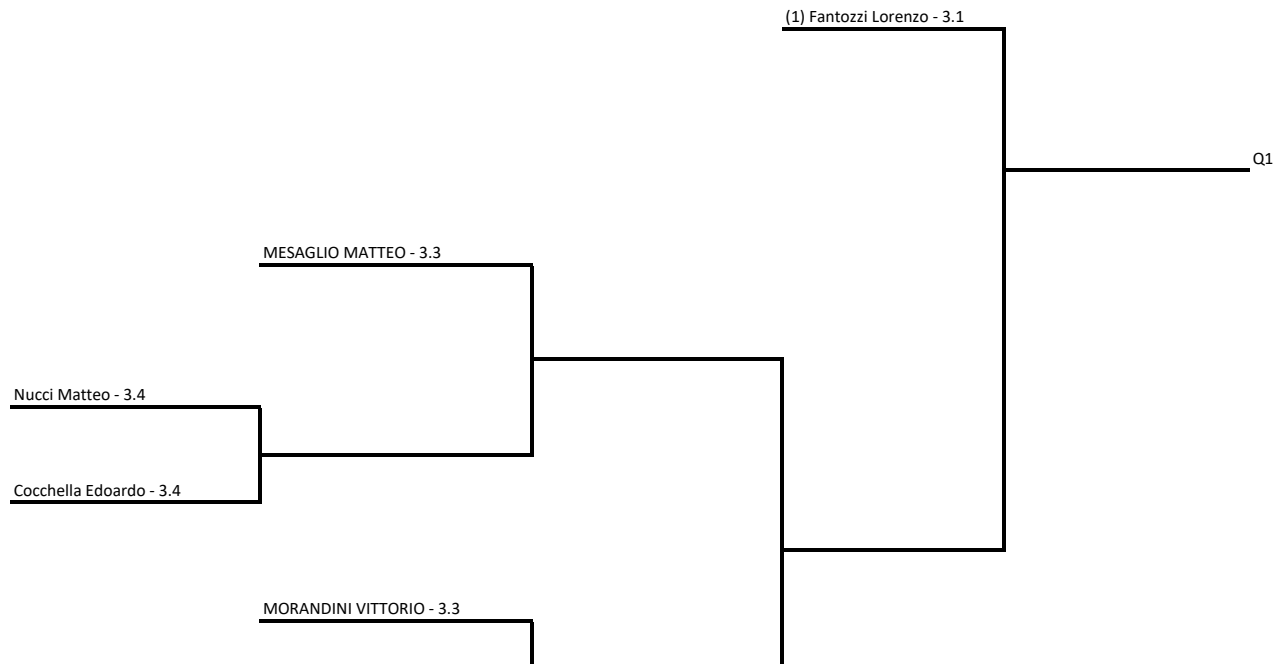 (1) Fantozzi Lorenzo - 3.1
Q1
MESAGLIO MATTEO - 3.3
Nucci Matteo - 3.4
Cocchella Edoardo - 3.4
MORANDINI VITTORIO - 3.3